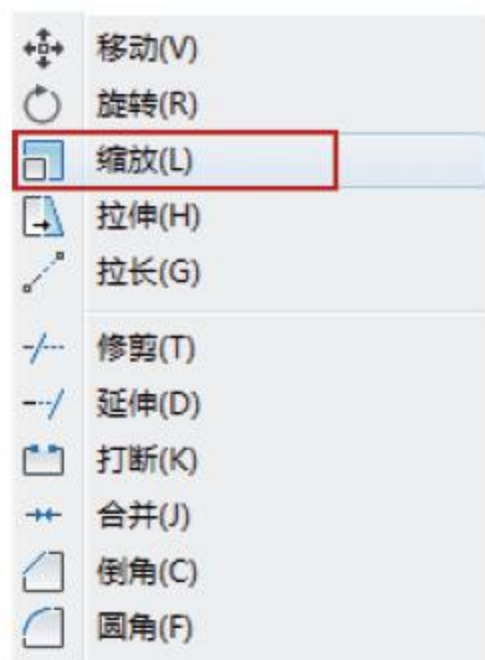 移动(V)
旋转(R)
缩放(L)
拉伸(H)
拉长(G)
修剪(T)
延伸(D)
打断(K)
合并(J)
倒角(C)
圆角(F)